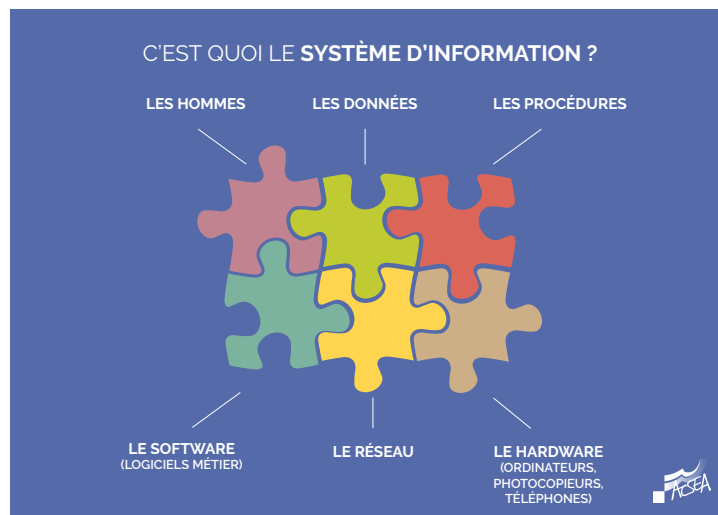 C'EST QUOI LE SYSTÈME D'INFORMATION ?
LES HOMMES
LES DONNÉES
LES PROCÉDURES
LE SOFTWARE
(LOGICIELS MÉTIER)
LE RÉSEAU
LE HARDWARE
(ORDINATEURS,
PHOTOCOPIEURS,
TÉLÉPHONES)
ACSEA